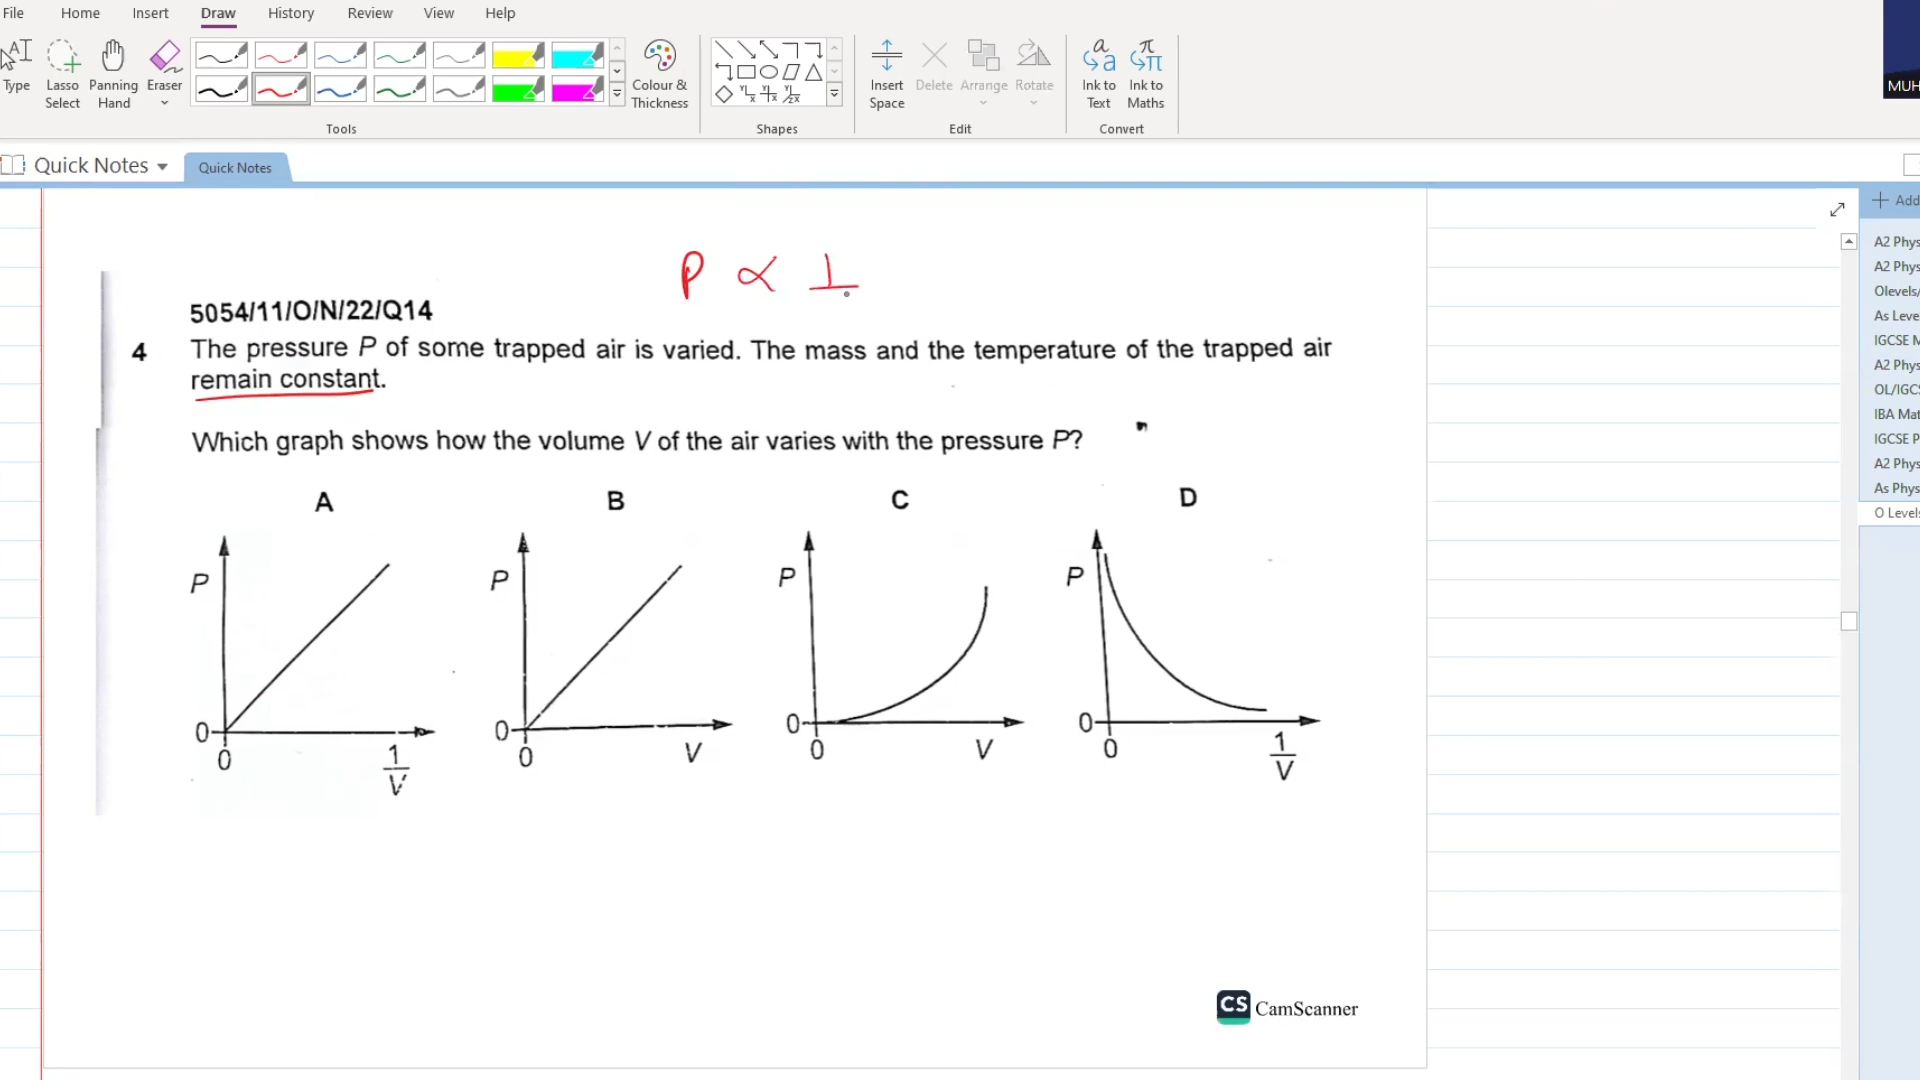 File Home Insert Draw History Review View Help
Type Lasso Select Panning Hand Eraser Colour & Thickness Insert Space Delete Arrange Rotate Ink to Text Ink to Maths
Tools Shapes Edit Convert
MUH
Quick Notes Quick Notes
Add
A2 Phys
A2 Phys
Olevels/
As Leve
IGCSE M
A2 Phys
OL/IGCS
IBA Mat
IGCSE P
A2 Phys
As Phys
O Levels
P ∝ 1
5054/11/O/N/22/Q14
4 The pressure P of some trapped air is varied. The mass and the temperature of the trapped air
remain constant.
Which graph shows how the volume V of the air varies with the pressure P?
A B C D
P P P P
0 0 0 0
0 1/V 0 V 0 V 0 1/V
CS CamScanner